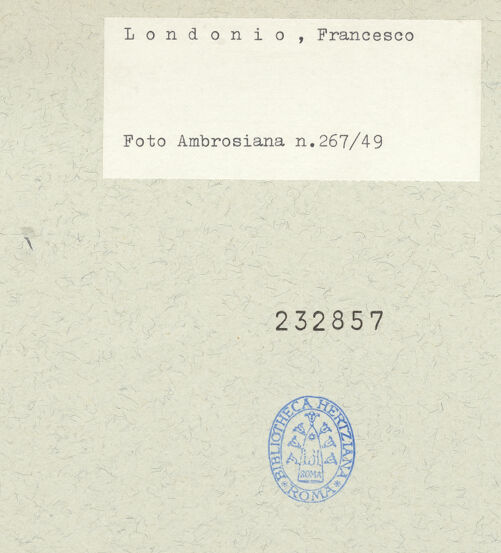 L o n d o n i o , Francesco
Foto Ambrosiana n.267/49
232857
BIBLIOTHECA HERTZIANA
ROMA
* ROMA *